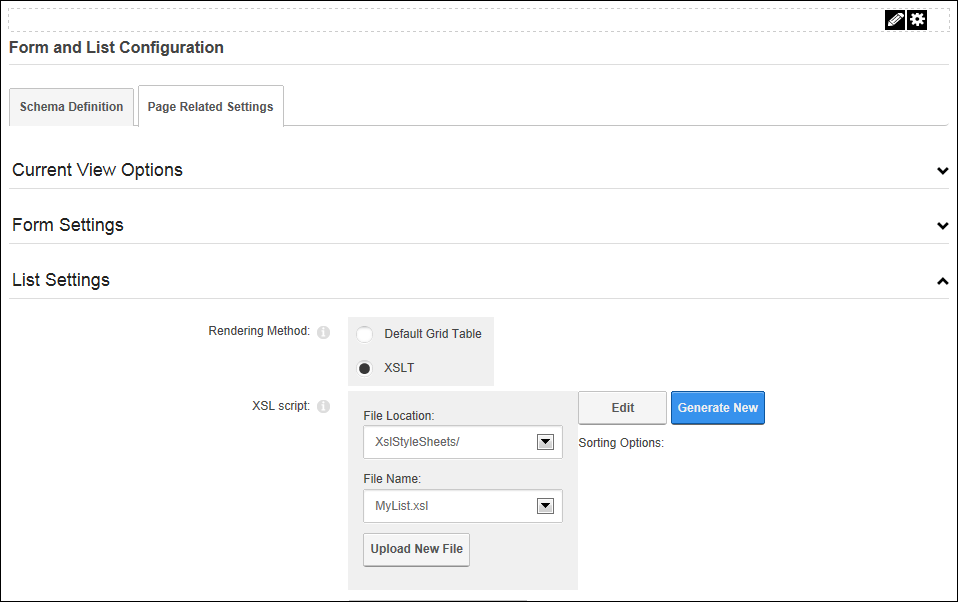 Form and List Configuration
Schema Definition
Page Related Settings
Current View Options
Form Settings
List Settings
Rendering Method:
Default Grid Table
XSLT
XSL script:
File Location:
XslStyleSheets/
File Name:
MyList.xsl
Upload New File
Edit
Generate New
Sorting Options: